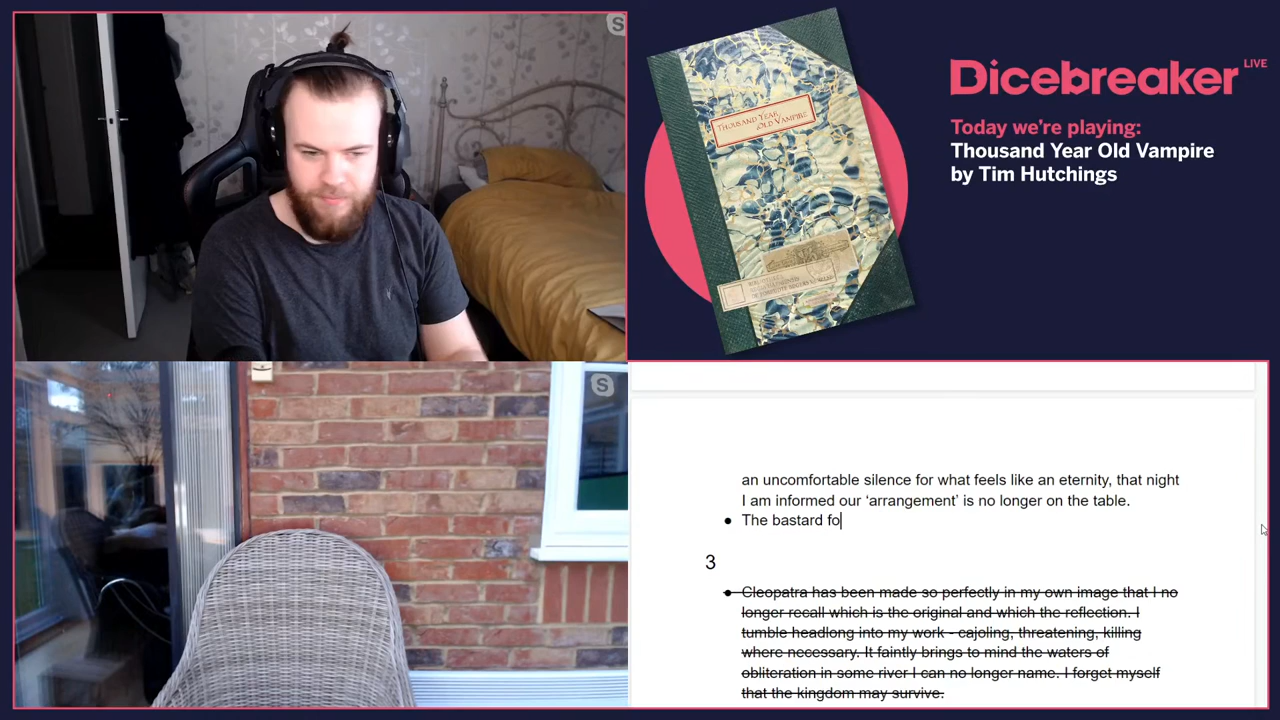 Dicebreaker LIVE
Today we're playing:
Thousand Year Old Vampire
by Tim Hutchings
THOUSAND YEAR
OLD VAMPIRE
S
S
an uncomfortable silence for what feels like an eternity, that night
I am informed our ‘arrangement’ is no longer on the table.
● The bastard fo
3
● Cleopatra has been made so perfectly in my own image that I no
longer recall which is the original and which the reflection. I
tumble headlong into my work - cajoling, threatening, killing
where necessary. It faintly brings to mind the waters of
obliteration in some river I can no longer name. I forget myself
that the kingdom may survive.